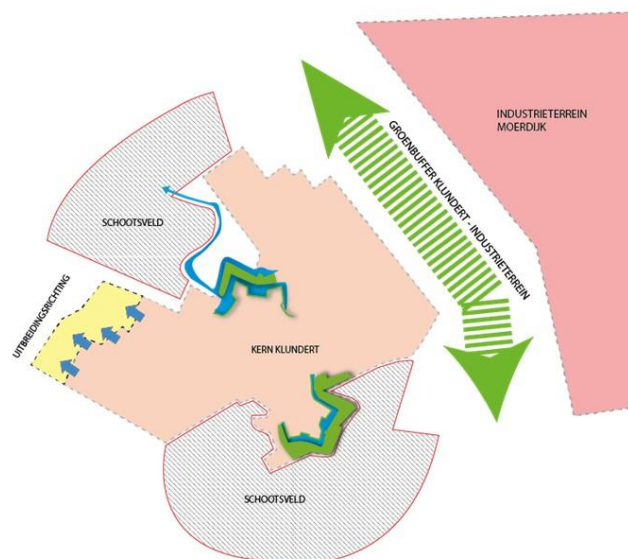 INDUSTRIETERREIN
MOERDIJK
GROENBUFFER KLUNDERT - INDUSTRIETERREIN
SCHOOTSVELD
UITBREIDINGSRICHTING
KERN KLUNDERT
SCHOOTSVELD